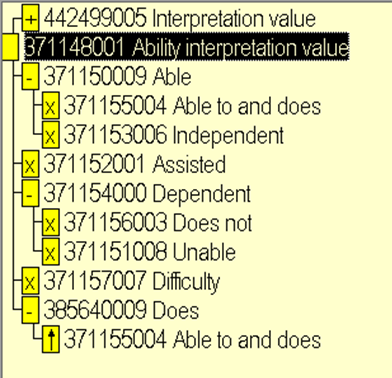 + 442499005 Interpretation value
371148001 Ability interpretation value
- 371150009 Able
x 371155004 Able to and does
x 371153006 Independent
x 371152001 Assisted
- 371154000 Dependent
x 371156003 Does not
x 371151008 Unable
x 371157007 Difficulty
- 385640009 Does
↑ 371155004 Able to and does